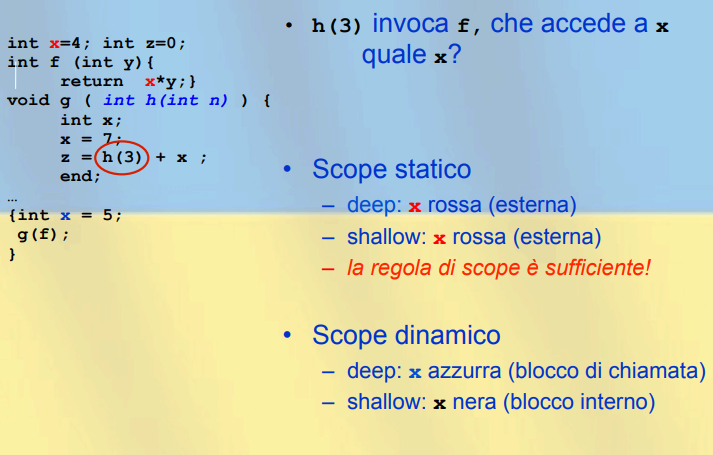 int x=4; int z=0;
int f (int y){
return x*y;}
void g ( int h(int n) ) {
int x;
x = 7;
z = h(3) + x ;
end;
…
{int x = 5;
g(f);
}
• h(3) invoca f, che accede a x
quale x?
• Scope statico
– deep: x rossa (esterna)
– shallow: x rossa (esterna)
– la regola di scope è sufficiente!
• Scope dinamico
– deep: x azzurra (blocco di chiamata)
– shallow: x nera (blocco interno)